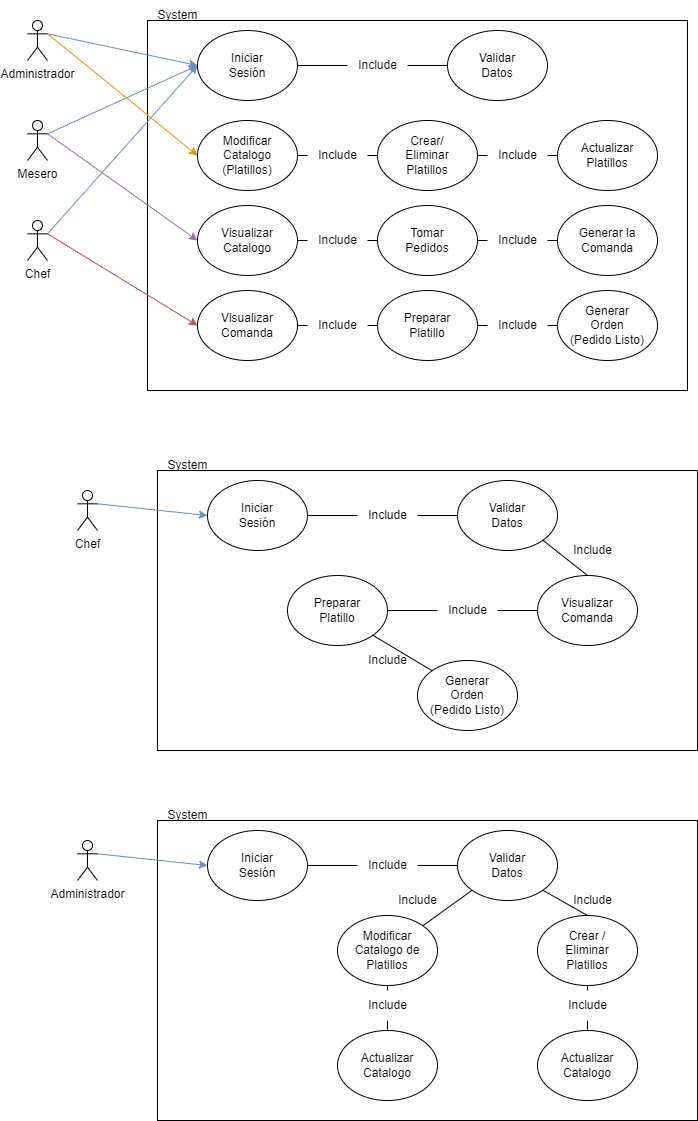 System
Administrador
Iniciar
Sesión
Include
Validar
Datos
Mesero
Modificar
Catalogo
(Platillos)
Include
Crear/
Eliminar
Platillos
Include
Actualizar
Platillos
Chef
Visualizar
Catalogo
Include
Tomar
Pedidos
Include
Generar la
Comanda
Visualizar
Comanda
Include
Preparar
Platillo
Include
Generar
Orden
(Pedido Listo)
System
Chef
Iniciar
Sesión
Include
Validar
Datos
Include
Preparar
Platillo
Include
Visualizar
Comanda
Include
Generar
Orden
(Pedido Listo)
System
Administrador
Iniciar
Sesión
Include
Validar
Datos
Include
Include
Modificar
Catalogo de
Platillos
Crear /
Eliminar
Platillos
Include
Include
Actualizar
Catalogo
Actualizar
Catalogo